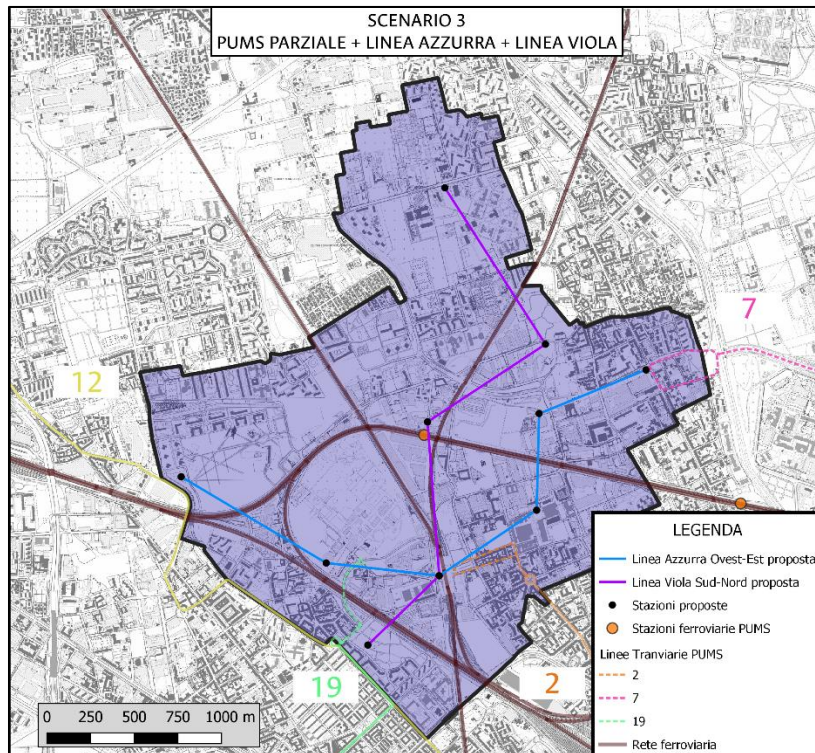 SCENARIO 3
PUMS PARZIALE + LINEA AZZURRA + LINEA VIOLA
7
12
19
2
LEGENDA
Linea Azzurra Ovest-Est proposta
Linea Viola Sud-Nord proposta
Stazioni proposte
Stazioni ferroviarie PUMS
Linee Tranviarie PUMS
2
7
19
Rete ferroviaria
0 250 500 750 1000 m